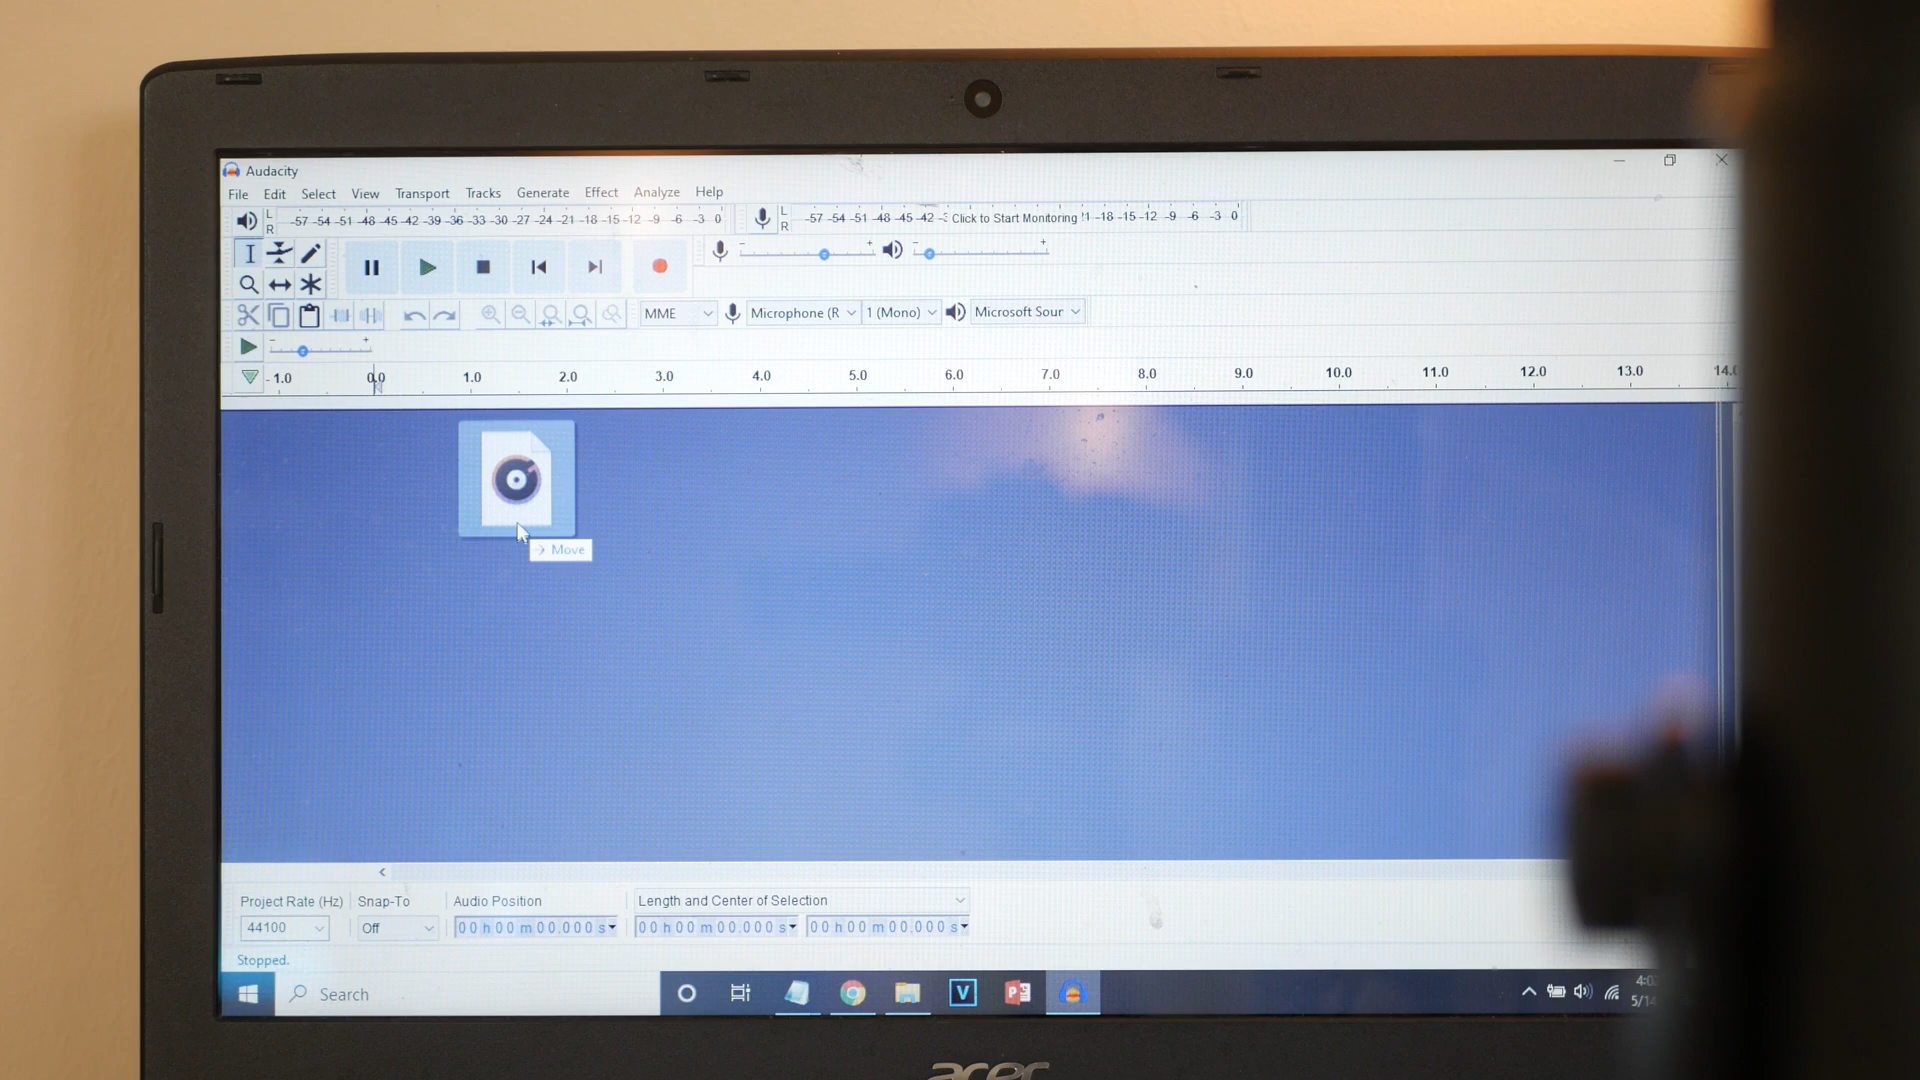 Audacity
File Edit Select View Transport Tracks Generate Effect Analyze Help
L
R
-57 -54 -51 -48 -45 -42 -39 -36 -33 -30 -27 -24 -21 -18 -15 -12 -9 -6 -3 0
L
R
-57 -54 -51 -48 -45 -42 Click to Start Monitoring -18 -15 -12 -9 -6 -3 0
MME Microphone (R 1 (Mono) Microsoft Sour
-1.0 0.0 1.0 2.0 3.0 4.0 5.0 6.0 7.0 8.0 9.0 10.0 11.0 12.0 13.0 14.0
Move
Project Rate (Hz) Snap-To Audio Position Length and Center of Selection
44100 Off 00 h 00 m 00.000 s 00 h 00 m 00.000 s 00 h 00 m 00.000 s
Stopped.
Search
V
P
acer